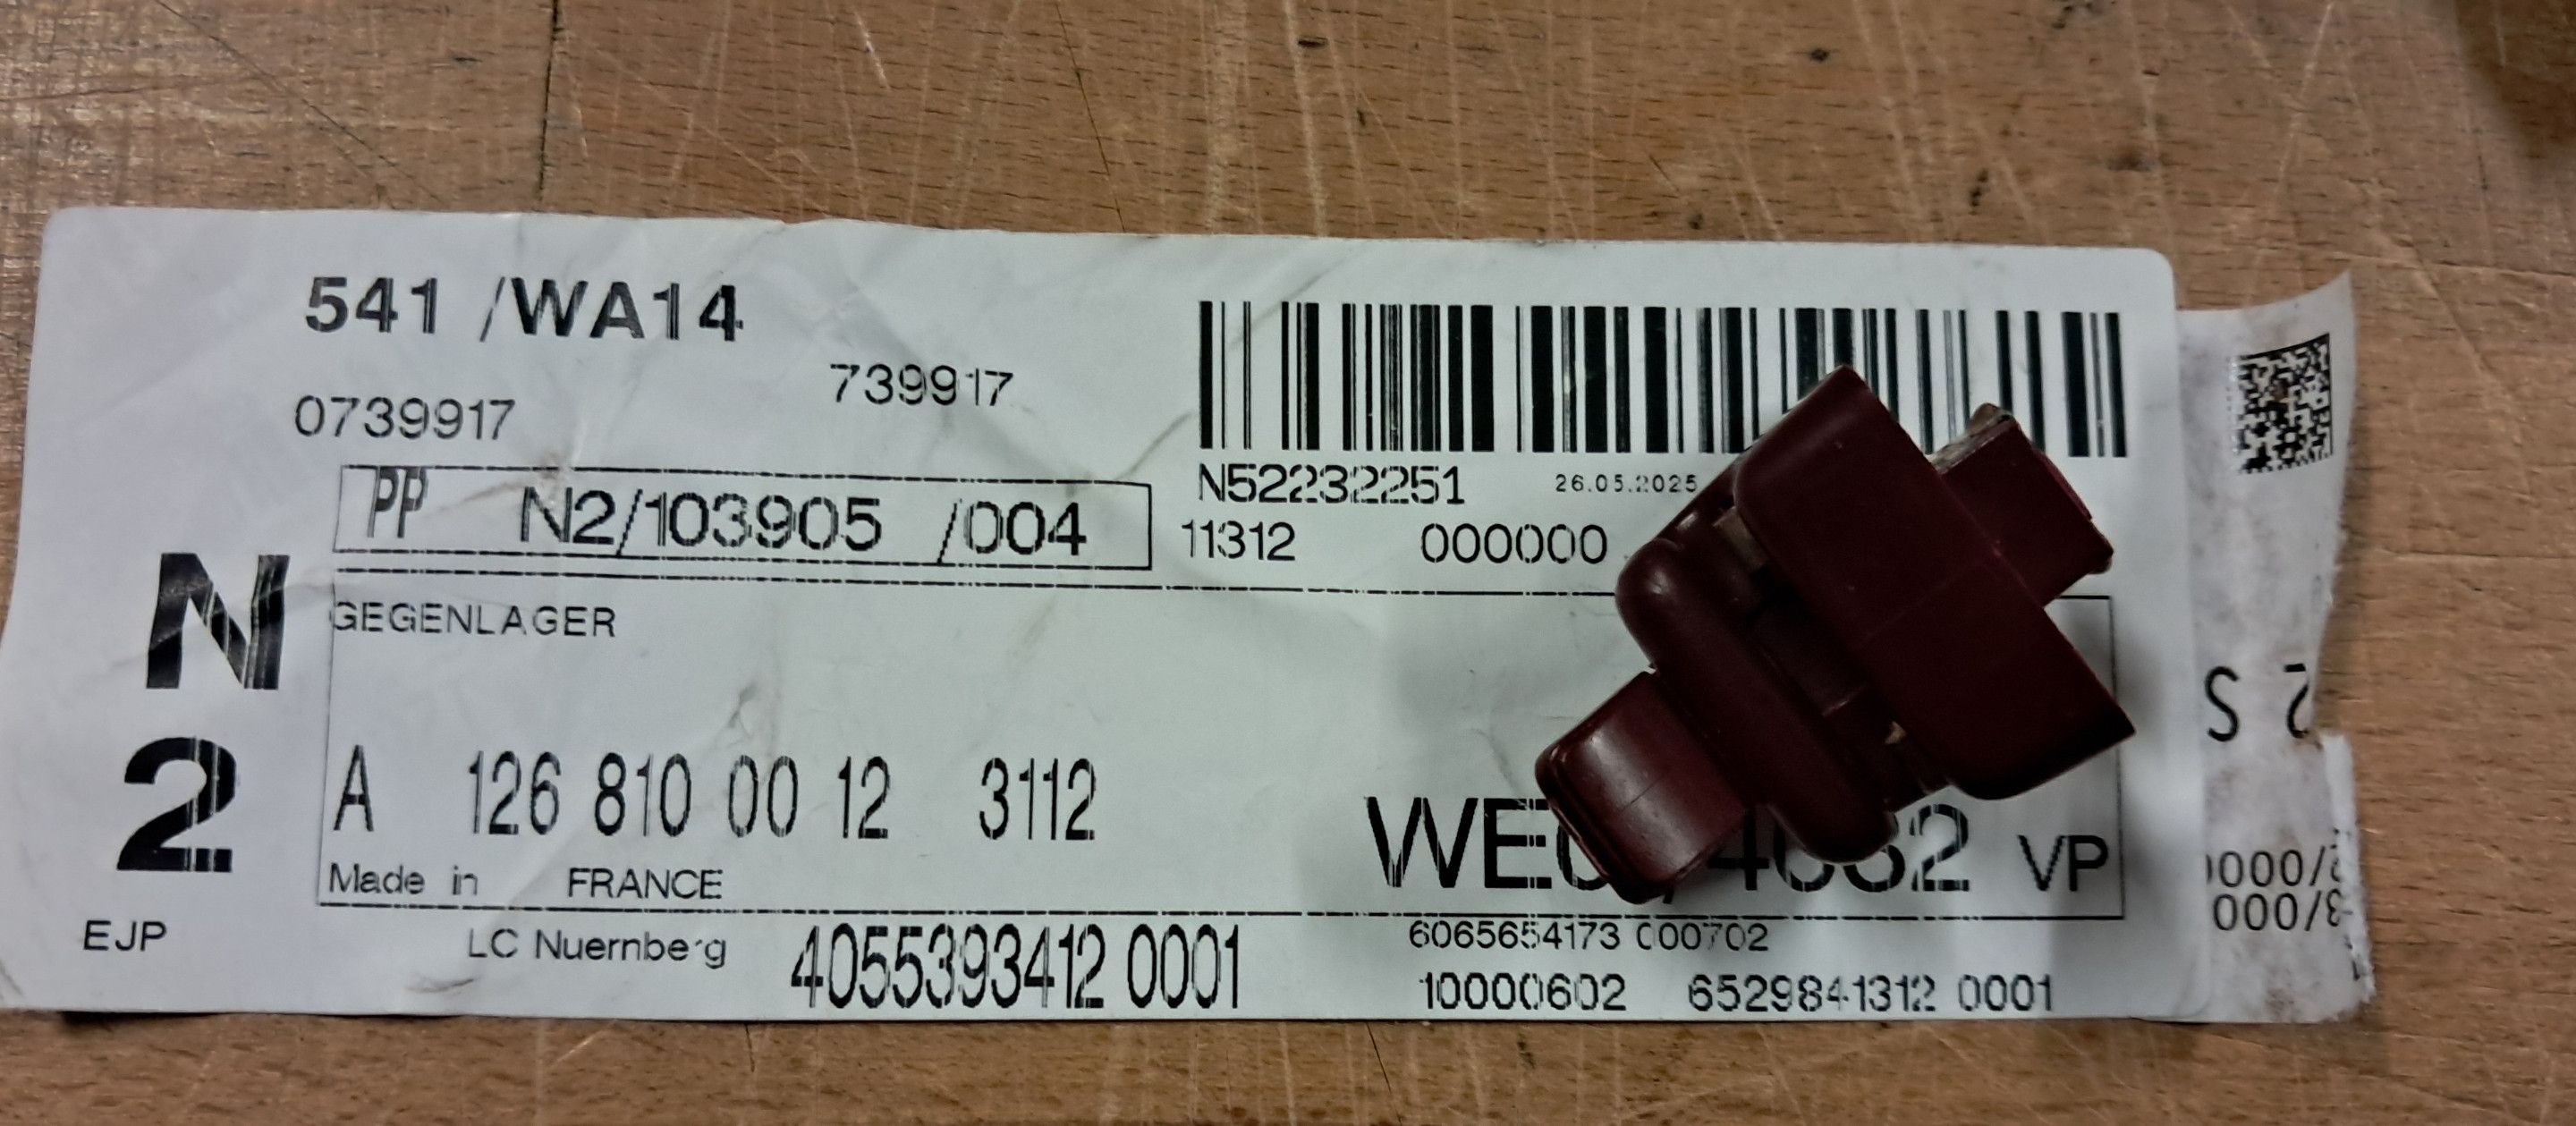 541 /WA14
739917
0739917
PP N2/103905 /004
N52232251 26.05.2025
11312 000000
N
2
EJP
GEGENLAGER
A 126 810 00 12 3112
Made in FRANCE
VP
LC Nuernberg 4055393412 0001
6065654173 000702
10000602 6529841312 0001
2 S